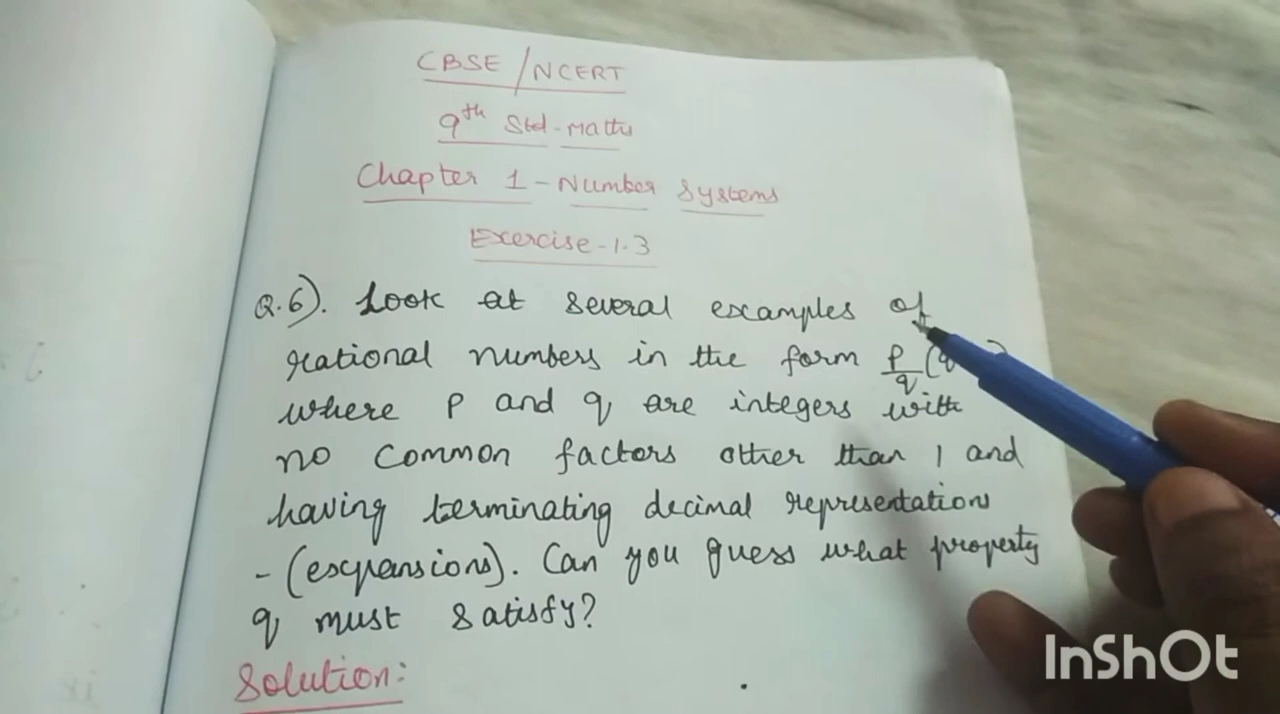 CBSE/NCERT
9th Std-Maths
Chapter 1-Number Systems
Exercise-1.3
Q.6). Look at several examples of
rational numbers in the form p/q (q
where p and q are integers with
no common factors other than 1 and
having terminating decimal representations
- (expansions). Can you guess what property
q must satisfy?
Solution:
InShOt